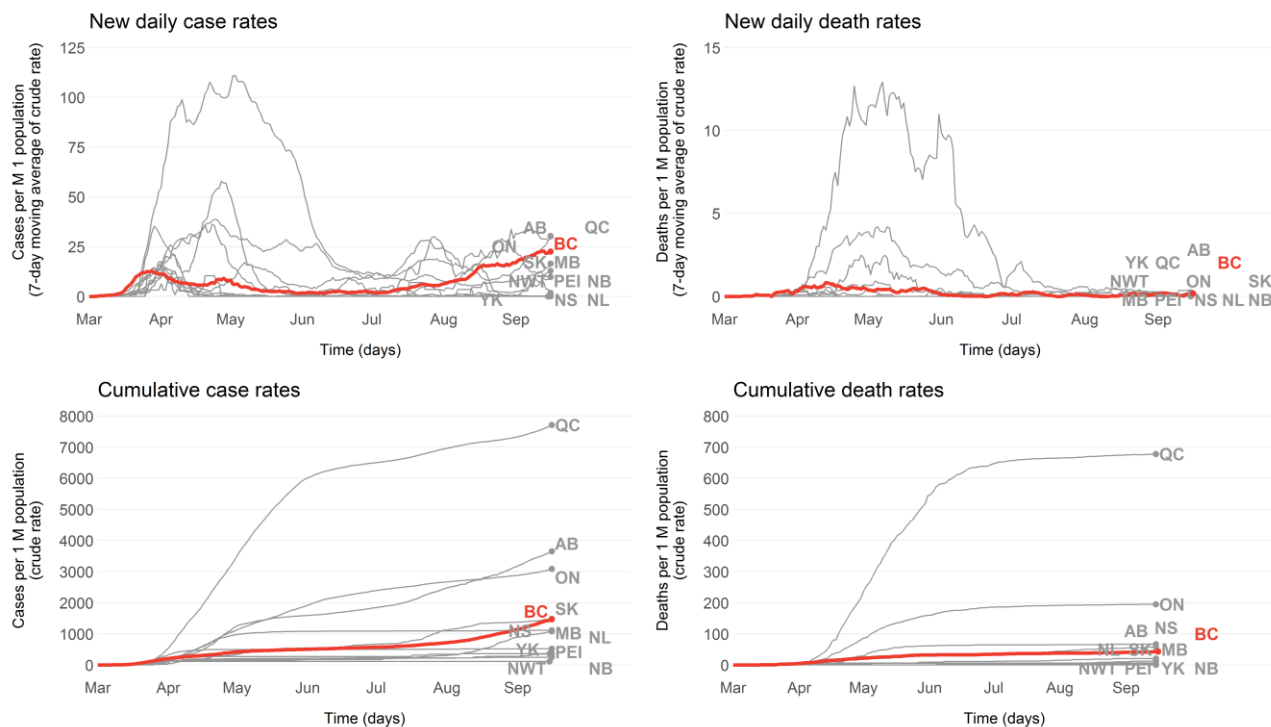 New daily case rates
Cases per M 1 population
(7-day moving average of crude rate)
125
100
75
50
25
0
AB QC
BC
ON
SK MB
NWT PEI NB
YK NS NL
Mar Apr May Jun Jul Aug Sep
Time (days)
New daily death rates
Deaths per 1 M population
(7-day moving average of crude rate)
15
10
5
0
AB
YK QC BC
NWT ON SK
MB PEI NS NL NB
Mar Apr May Jun Jul Aug Sep
Time (days)
Cumulative case rates
Cases per 1 M population
(crude rate)
8000
7000
6000
5000
4000
3000
2000
1000
0
QC
AB
ON
BC SK
NS MB NL
YK PEI
NWT NB
Mar Apr May Jun Jul Aug Sep
Time (days)
Cumulative death rates
Deaths per 1 M population
(crude rate)
800
700
600
500
400
300
200
100
0
QC
ON
AB NS BC
NL SK MB
NWT PEI YK NB
Mar Apr May Jun Jul Aug Sep
Time (days)